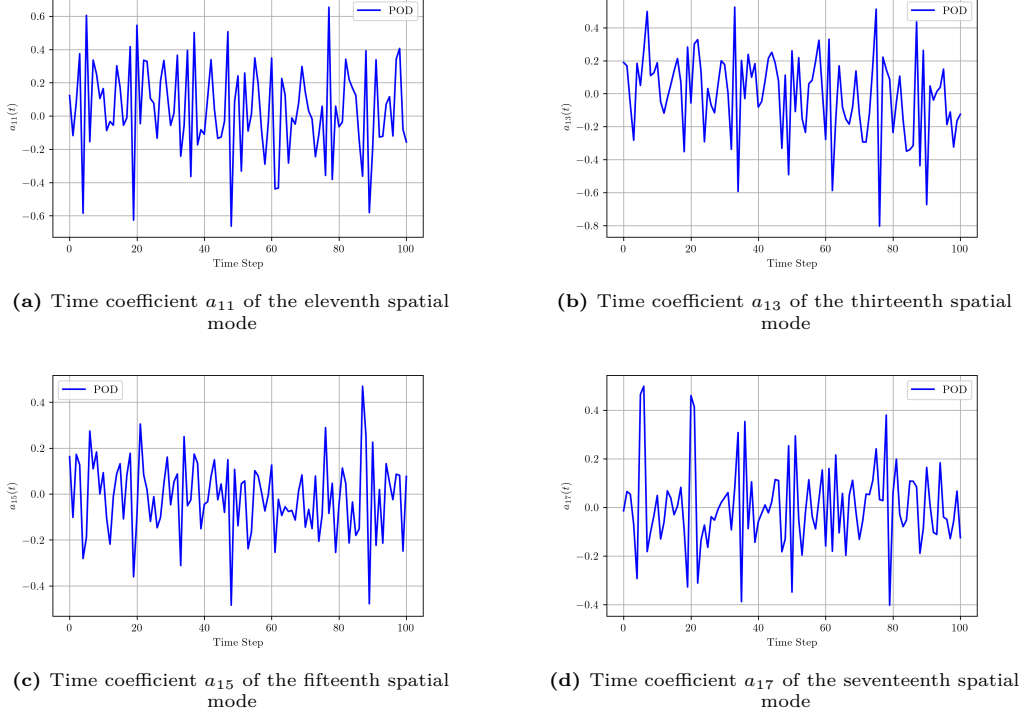 POD
0.6
0.4
0.2
0.0
−0.2
−0.4
−0.6
a11(t)
0 20 40 60 80 100
Time Step
(a) Time coefficient a11 of the eleventh spatial
mode
POD
0.4
0.2
0.0
−0.2
−0.4
−0.6
−0.8
a13(t)
0 20 40 60 80 100
Time Step
(b) Time coefficient a13 of the thirteenth spatial
mode
POD
0.4
0.2
0.0
−0.2
−0.4
a15(t)
0 20 40 60 80 100
Time Step
(c) Time coefficient a15 of the fifteenth spatial
mode
POD
0.4
0.2
0.0
−0.2
−0.4
a17(t)
0 20 40 60 80 100
Time Step
(d) Time coefficient a17 of the seventeenth spatial
mode